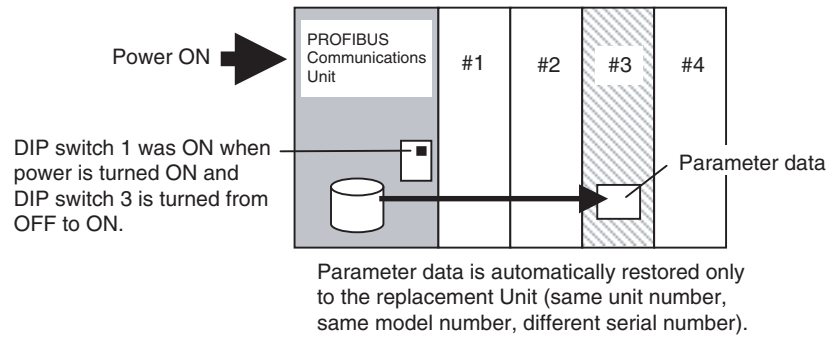 Power ON
PROFIBUS
Communications
Unit
#1
#2
#3
#4
DIP switch 1 was ON when
power is turned ON and
DIP switch 3 is turned from
OFF to ON.
Parameter data
Parameter data is automatically restored only
to the replacement Unit (same unit number,
same model number, different serial number).